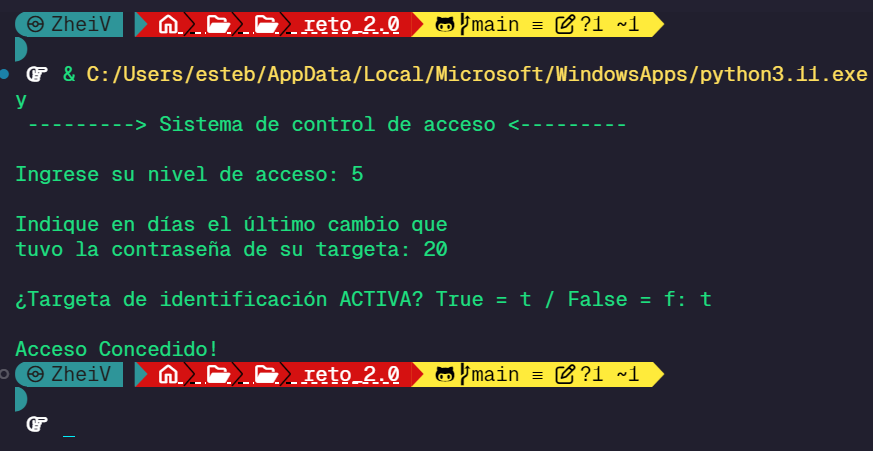 ZheiV reto_2.0 main ≡ ?1 ~1
& C:/Users/esteb/AppData/Local/Microsoft/WindowsApps/python3.11.exe
y
---------> Sistema de control de acceso <---------
Ingrese su nivel de acceso: 5
Indique en días el último cambio que
tuvo la contraseña de su targeta: 20
¿Targeta de identificación ACTIVA? True = t / False = f: t
Acceso Concedido!
ZheiV reto_2.0 main ≡ ?1 ~1
_